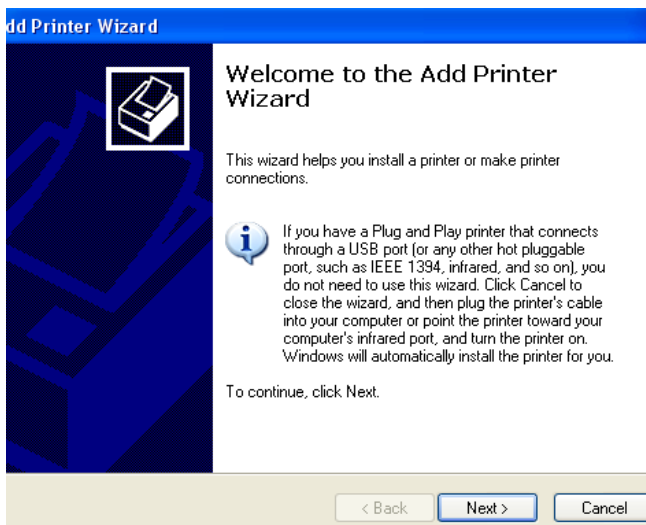 dd Printer Wizard
Welcome to the Add Printer
Wizard
This wizard helps you install a printer or make printer
connections.
If you have a Plug and Play printer that connects
through a USB port (or any other hot pluggable
port, such as IEEE 1394, infrared, and so on), you
do not need to use this wizard. Click Cancel to
close the wizard, and then plug the printer's cable
into your computer or point the printer toward your
computer's infrared port, and turn the printer on.
Windows will automatically install the printer for you.
To continue, click Next.
< Back Next > Cancel